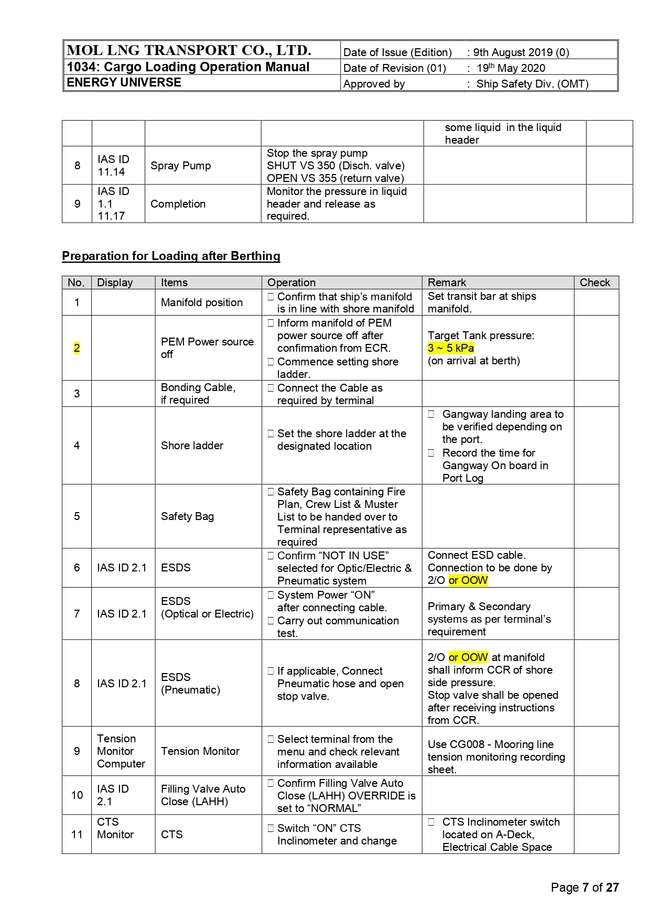 MOL LNG TRANSPORT CO., LTD.
Date of Issue (Edition) : 9th August 2019 (0)
1034: Cargo Loading Operation Manual
Date of Revision (01) : 19th May 2020
ENERGY UNIVERSE
Approved by : Ship Safety Div. (OMT)
some liquid in the liquid
header
8
IAS ID
11.14
Spray Pump
Stop the spray pump
SHUT VS 350 (Disch. valve)
OPEN VS 355 (return valve)
9
IAS ID
1.1
11.17
Completion
Monitor the pressure in liquid
header and release as
required.
Preparation for Loading after Berthing
No. Display Items Operation Remark Check
1
Manifold position
□ Confirm that ship's manifold
is in line with shore manifold
Set transit bar at ships
manifold.
2
PEM Power source
off
□ Inform manifold of PEM
power source off after
confirmation from ECR.
□ Commence setting shore
ladder.
Target Tank pressure:
3 ~ 5 kPa
(on arrival at berth)
3
Bonding Cable,
if required
□ Connect the Cable as
required by terminal
4
Shore ladder
□ Set the shore ladder at the
designated location
□ Gangway landing area to
be verified depending on
the port.
□ Record the time for
Gangway On board in
Port Log
5
Safety Bag
□ Safety Bag containing Fire
Plan, Crew List & Muster
List to be handed over to
Terminal representative as
required
6
IAS ID 2.1
ESDS
□ Confirm “NOT IN USE”
selected for Optic/Electric &
Pneumatic system
Connect ESD cable.
Connection to be done by
2/O or OOW
7
IAS ID 2.1
ESDS
(Optical or Electric)
□ System Power “ON”
after connecting cable.
□ Carry out communication
test.
Primary & Secondary
systems as per terminal's
requirement
8
IAS ID 2.1
ESDS
(Pneumatic)
□ If applicable, Connect
Pneumatic hose and open
stop valve.
2/O or OOW at manifold
shall inform CCR of shore
side pressure.
Stop valve shall be opened
after receiving instructions
from CCR.
9
Tension
Monitor
Computer
Tension Monitor
□ Select terminal from the
menu and check relevant
information available
Use CG008 - Mooring line
tension monitoring recording
sheet.
10
IAS ID
2.1
Filling Valve Auto
Close (LAHH)
□ Confirm Filling Valve Auto
Close (LAHH) OVERRIDE is
set to “NORMAL”
11
CTS
Monitor
CTS
□ Switch “ON” CTS
Inclinometer and change
□ CTS Inclinometer switch
located on A-Deck,
Electrical Cable Space
Page 7 of 27